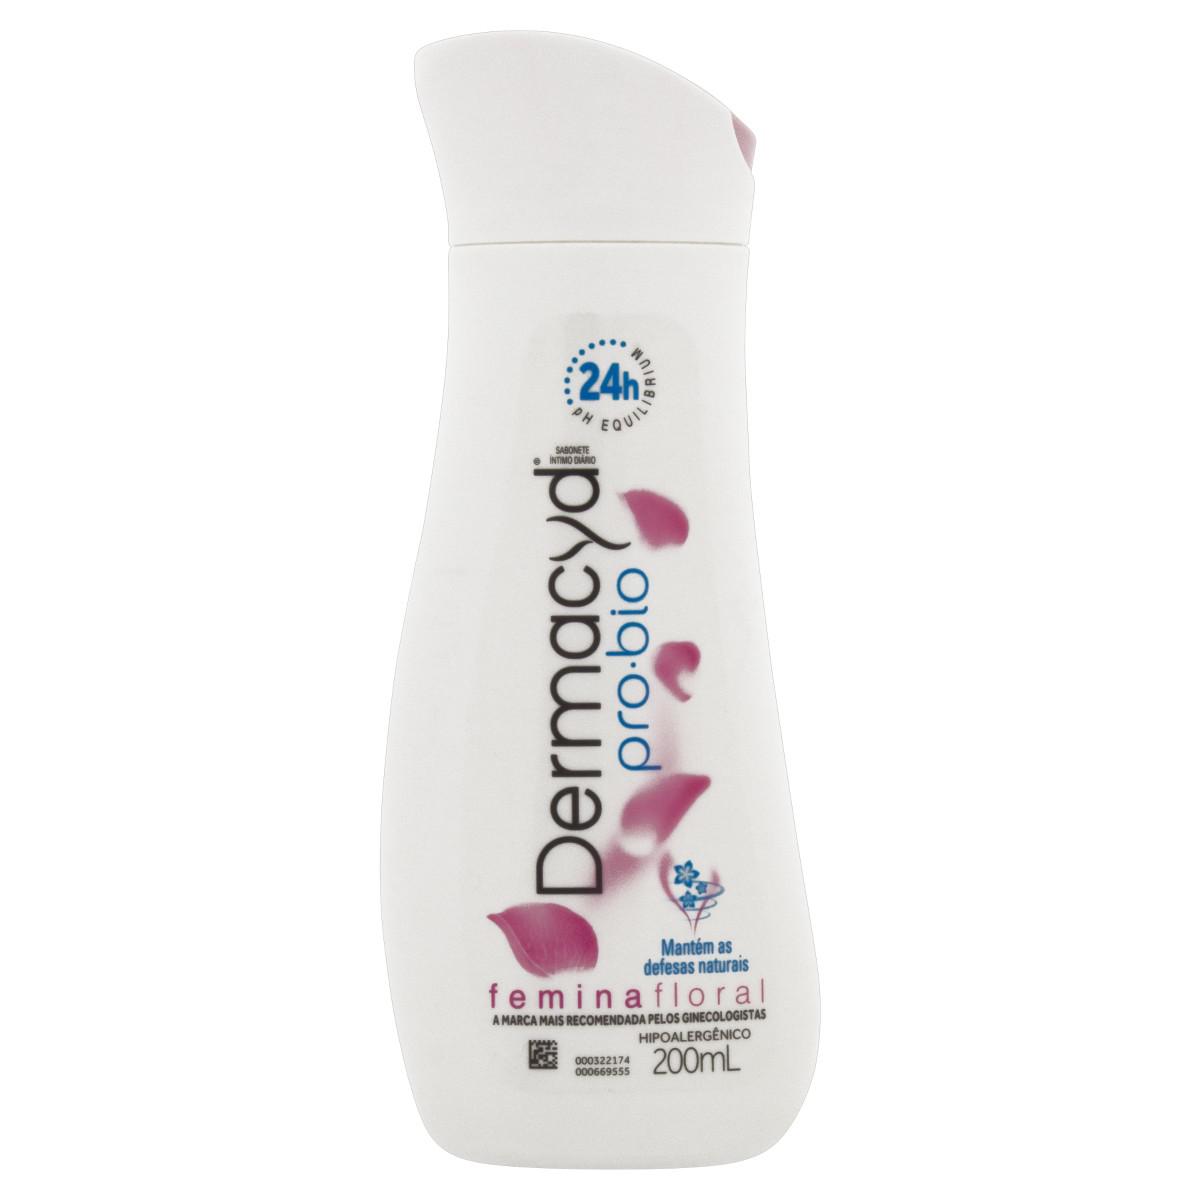 24h
pH EQUILIBRIUM
SABONETE
ÍNTIMO DIÁRIO
Dermacyd®
pro·bio
Mantém as
defesas naturais
feminafloral
A MARCA MAIS RECOMENDADA PELOS GINECOLOGISTAS
HIPOALERGÊNICO
000322174
000669555
200mL